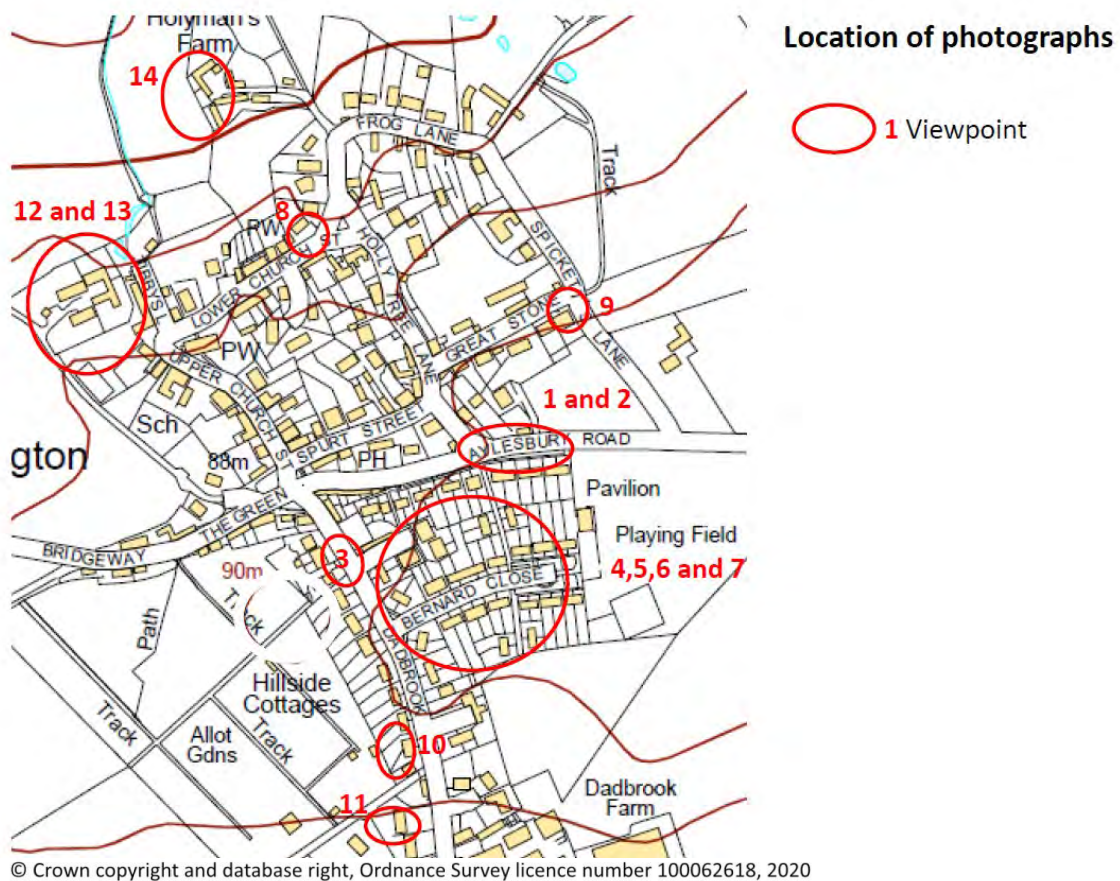 Location of photographs
1 Viewpoint
Holyman's
Farm
14
FROG LANE
Track
12 and 13
8
PW
ST
HOLLY TREE LANE
SPICKET
LOWER CHURCH
9
GREAT STONE
LANE
PW
UPPER CHURCH ST
1 and 2
Sch
SPURT STREET
AYLESBURY ROAD
gton
88m
PH
Pavilion
THE GREEN
Playing Field
BRIDGEWAY
3
4,5,6 and 7
90m
BERNARD CLOSE
Path
DADBROOK
Hillside
Cottages
Track
Allot
Gdns
Track
10
Dadbrook
Farm
11
© Crown copyright and database right, Ordnance Survey licence number 100062618, 2020